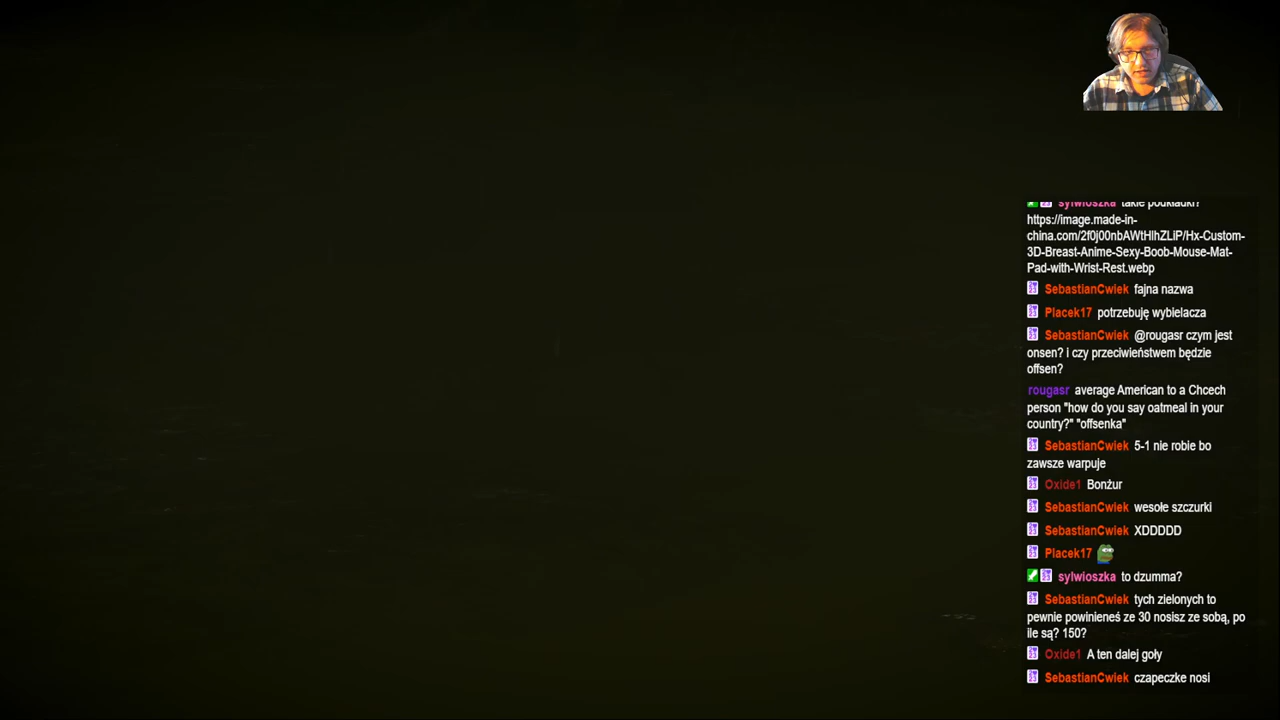 sylwioszka takie podkładki?
https://image.made-in-
china.com/2f0j00nbAWtHlhZLiP/Hx-Custom-
3D-Breast-Anime-Sexy-Boob-Mouse-Mat-
Pad-with-Wrist-Rest.webp
SebastianCwiek fajna nazwa
Placek17 potrzebuję wybielacza
SebastianCwiek @rougasr czym jest
onsen? i czy przeciwieństwem będzie
offsen?
rougasr average American to a Chcech
person "how do you say oatmeal in your
country?" "offsenka"
SebastianCwiek 5-1 nie robie bo
zawsze warpuje
Oxide1 Bonżur
SebastianCwiek wesołe szczurki
SebastianCwiek XDDDDD
Placek17
sylwioszka to dzumma?
SebastianCwiek tych zielonych to
pewnie powinieneś ze 30 nosisz ze sobą, po
ile są? 150?
Oxide1 A ten dalej goły
SebastianCwiek czapeczke nosi